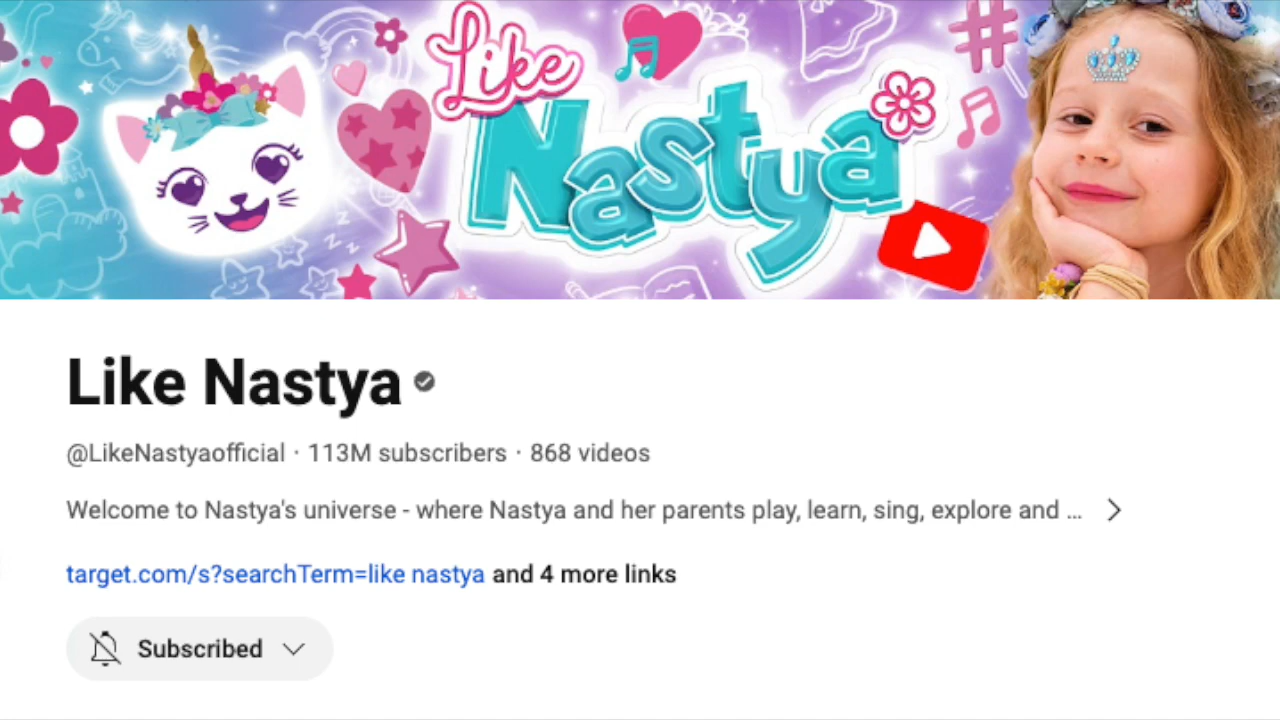 Like
Nastya
Like Nastya
@LikeNastyaofficial · 113M subscribers · 868 videos
Welcome to Nastya's universe - where Nastya and her parents play, learn, sing, explore and ...
target.com/s?searchTerm=like nastya and 4 more links
Subscribed